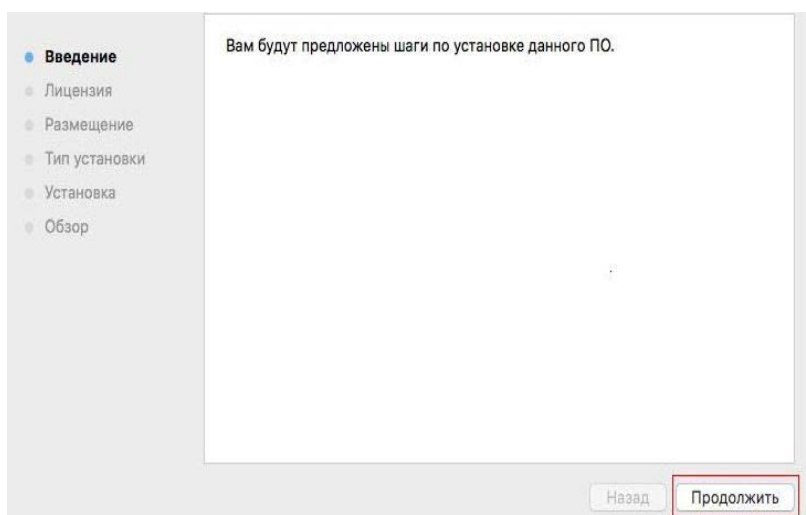 Введение
Лицензия
Размещение
Тип установки
Установка
Обзор
Вам будут предложены шаги по установке данного ПО.
Назад
Продолжить